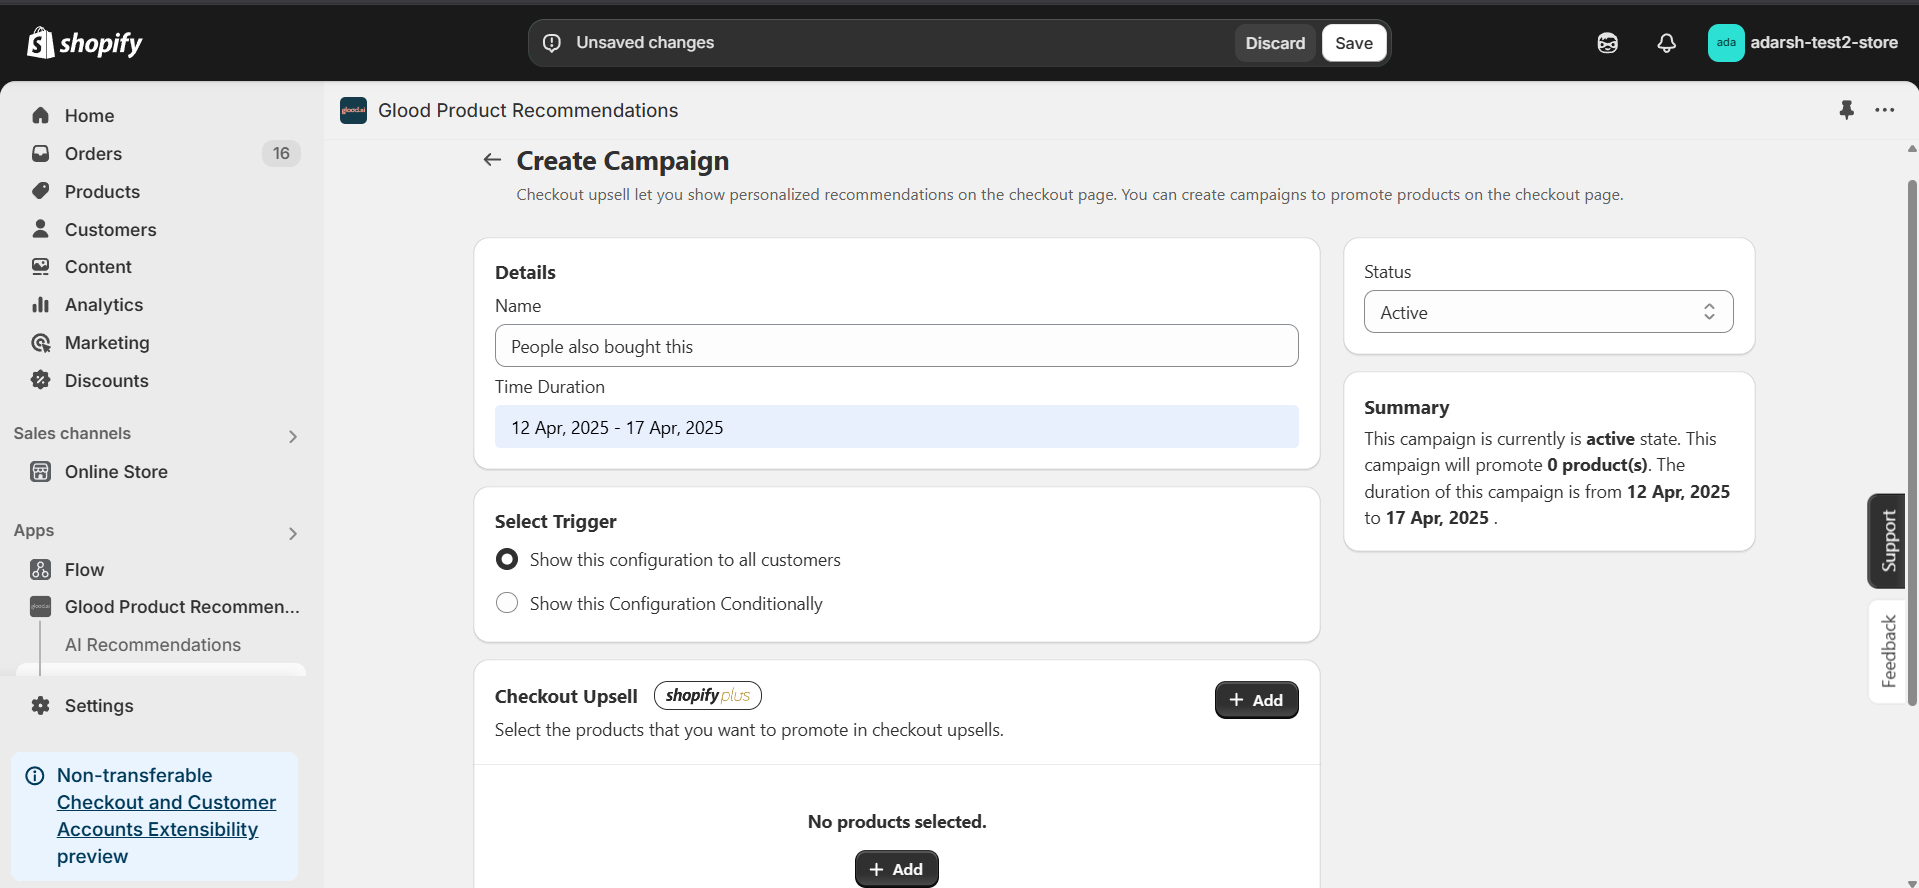 shopify
Unsaved changes
Discard
Save
ada
adarsh-test2-store
Home
Orders
16
Products
Customers
Content
Analytics
Marketing
Discounts
Sales channels
Online Store
Apps
Flow
Glood Product Recommen...
AI Recommendations
Settings
Non-transferable
Checkout and Customer
Accounts Extensibility
preview
glood.ai
Glood Product Recommendations
Create Campaign
Checkout upsell let you show personalized recommendations on the checkout page. You can create campaigns to promote products on the checkout page.
Details
Name
People also bought this
Time Duration
12 Apr, 2025 - 17 Apr, 2025
Select Trigger
Show this configuration to all customers
Show this Configuration Conditionally
Checkout Upsell
shopify plus
+ Add
Select the products that you want to promote in checkout upsells.
No products selected.
+ Add
Status
Active
Summary
This campaign is currently is active state. This
campaign will promote 0 product(s). The
duration of this campaign is from 12 Apr, 2025
to 17 Apr, 2025 .
Support
Feedback